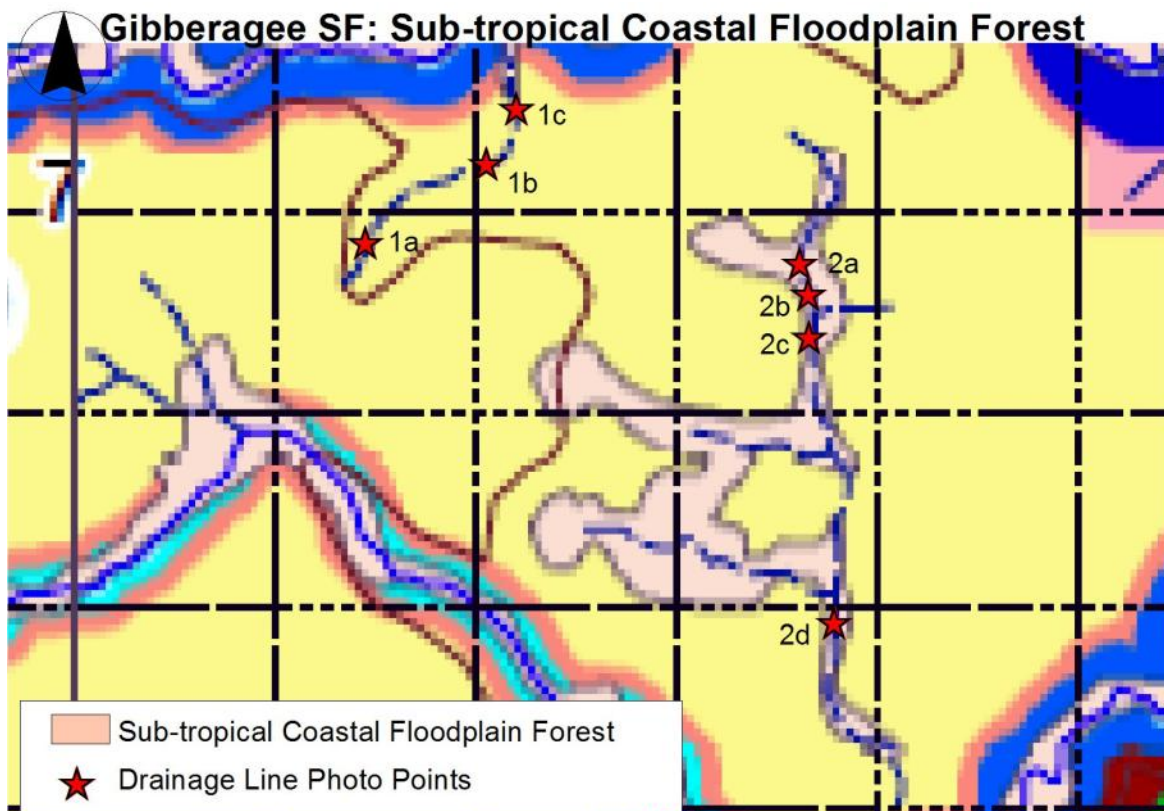 Gibberagee SF: Sub-tropical Coastal Floodplain Forest
1c
7
1b
1a
2a
2b
2c
2d
Sub-tropical Coastal Floodplain Forest
Drainage Line Photo Points